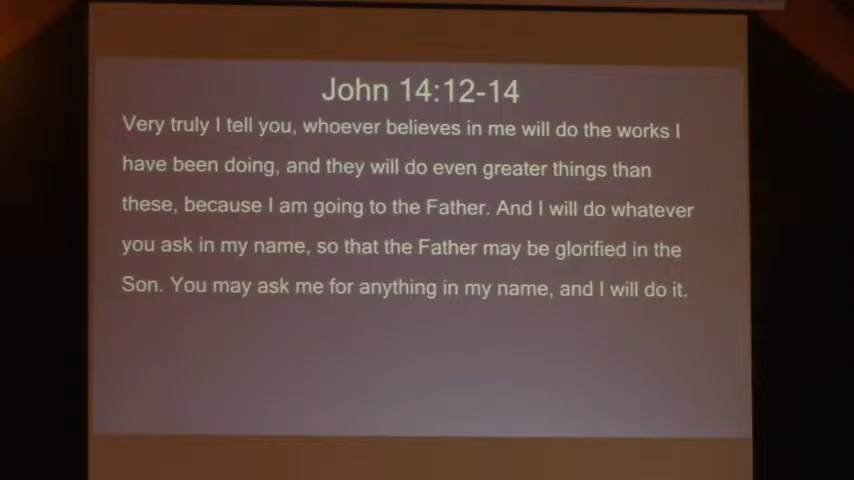 John 14:12-14
Very truly I tell you, whoever believes in me will do the works I
have been doing, and they will do even greater things than
these, because I am going to the Father. And I will do whatever
you ask in my name, so that the Father may be glorified in the
Son. You may ask me for anything in my name, and I will do it.